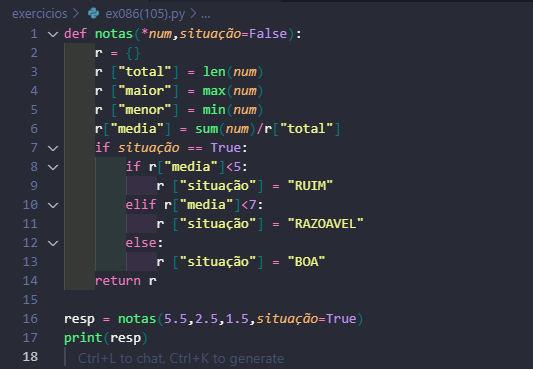 exercicios > ex086(105).py > ...
1 def notas(*num,situação=False):
2 r = {}
3 r ["total"] = len(num)
4 r ["maior"] = max(num)
5 r ["menor"] = min(num)
6 r["media"] = sum(num)/r["total"]
7 if situação == True:
8 if r["media"]<5:
9 r ["situação"] = "RUIM"
10 elif r["media"]<7:
11 r ["situação"] = "RAZOAVEL"
12 else:
13 r ["situação"] = "BOA"
14 return r
15
16 resp = notas(5.5,2.5,1.5,situação=True)
17 print(resp)
18 Ctrl+L to chat, Ctrl+K to generate